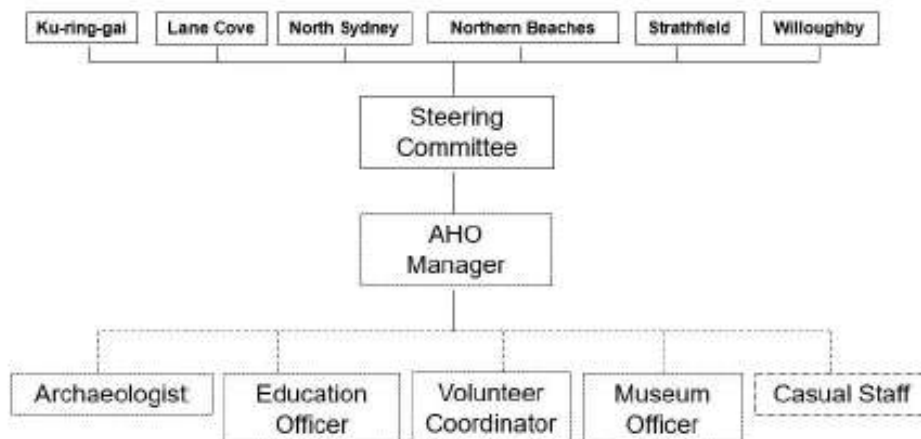 Ku-ring-gai
Lane Cove
North Sydney
Northern Beaches
Strathfield
Willoughby
Steering
Committee
AHO
Manager
Archaeologist
Education
Officer
Volunteer
Coordinator
Museum
Officer
Casual Staff